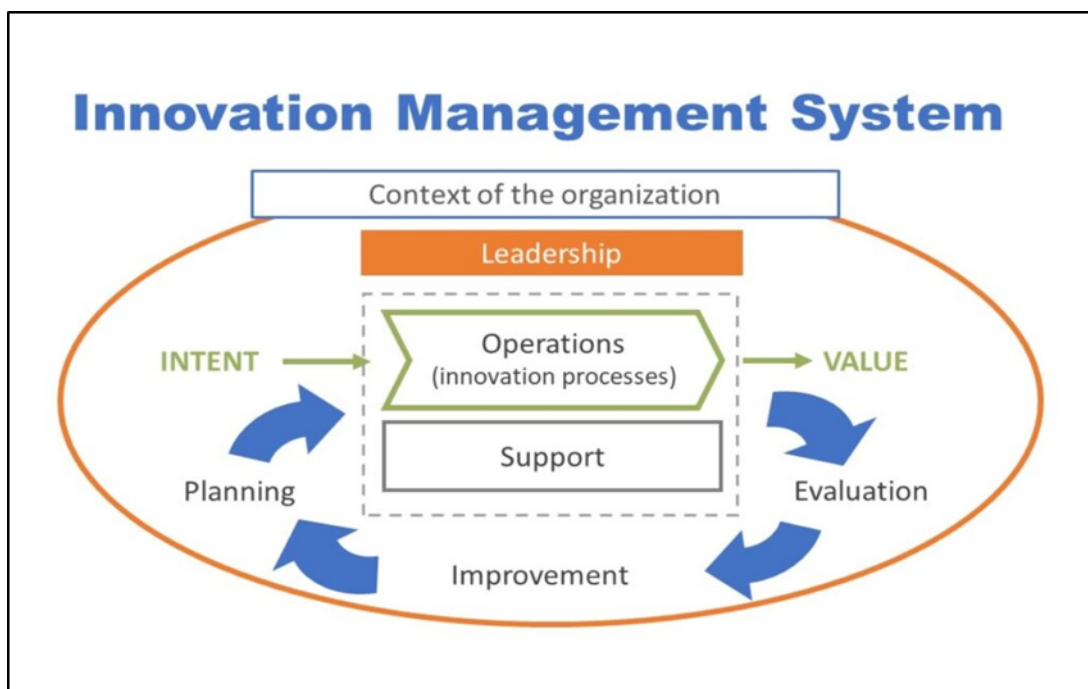 Innovation Management System
Context of the organization
Leadership
Operations
(innovation processes)
INTENT
VALUE
Support
Planning
Evaluation
Improvement